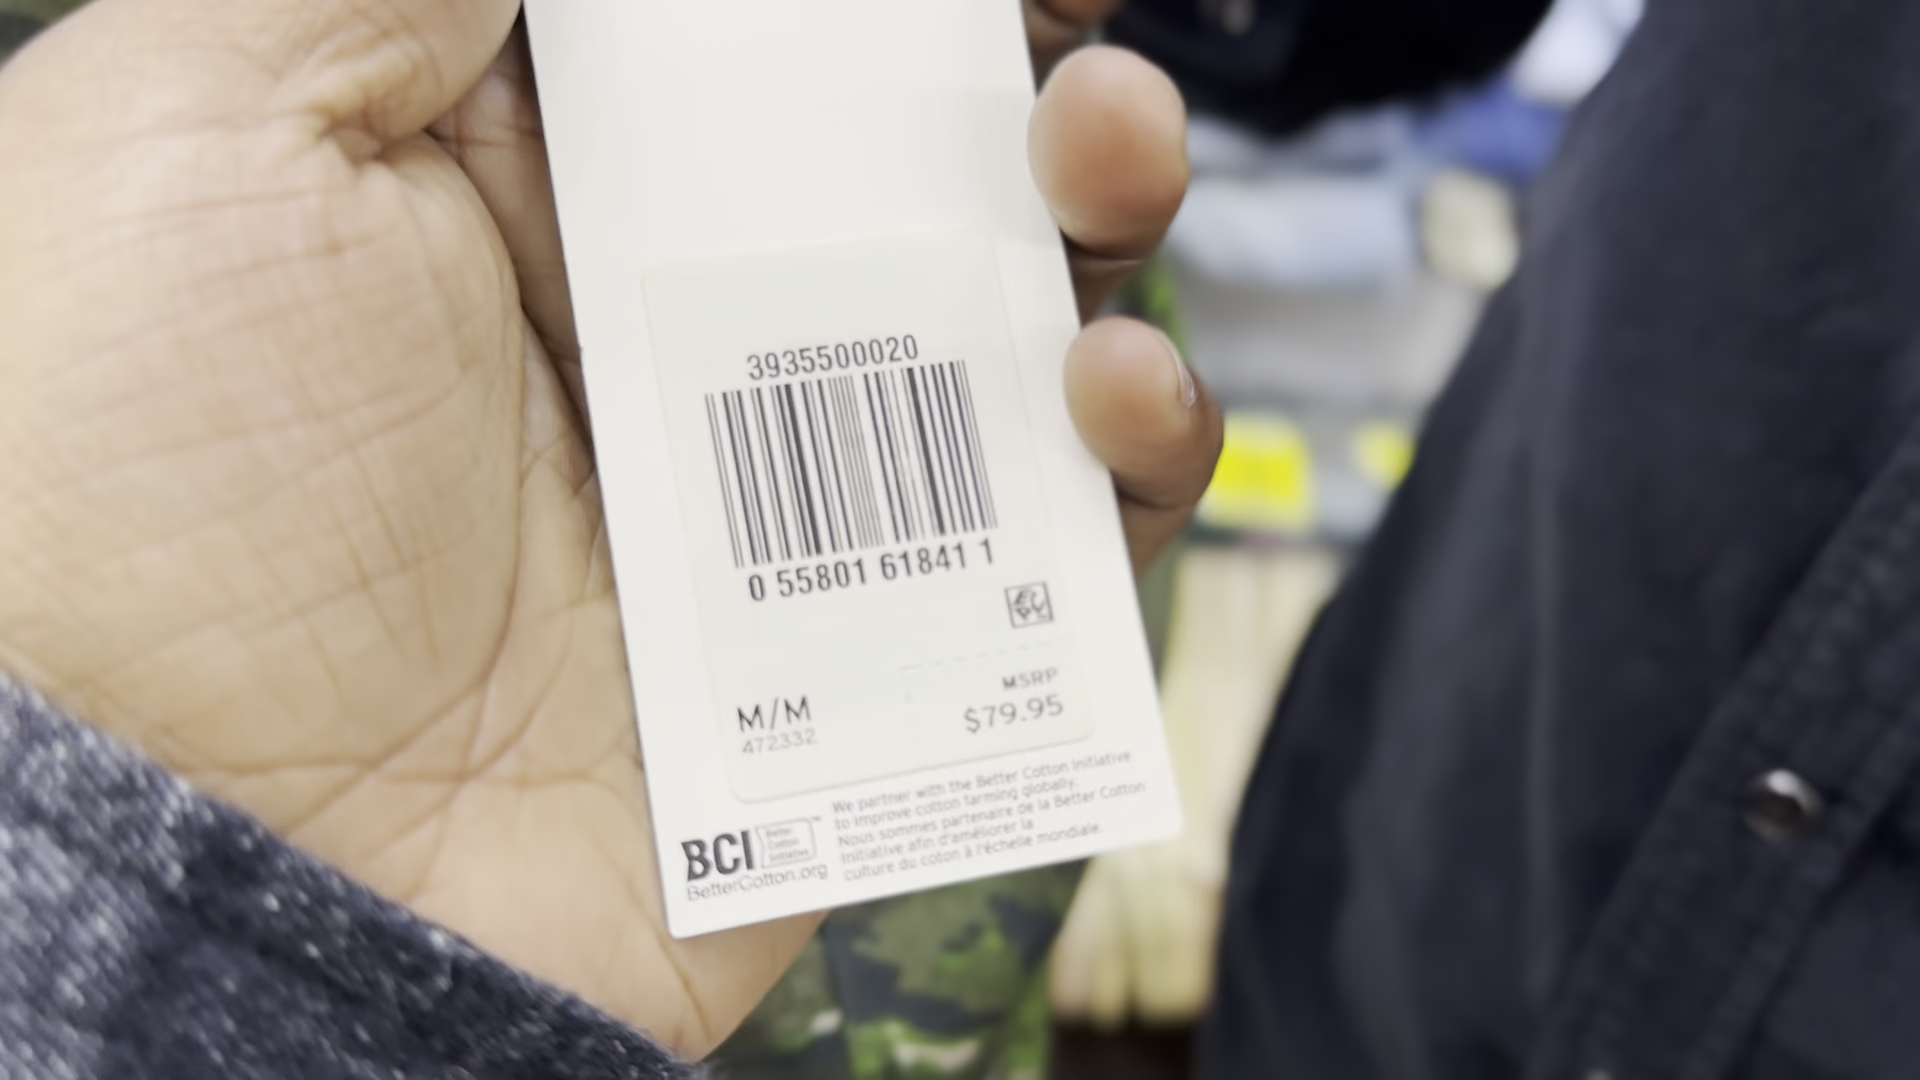 3935500020
0 55801 61841 1
MSRP
M/M
$79.95
472332
We partner with the Better Cotton Initiative
to improve cotton farming globally.
Nous sommes partenaire de la Better Cotton
Initiative afin d'améliorer la
culture du coton à l'échelle mondiale.
BCI
Better
Cotton
Initiative
™
BetterCotton.org